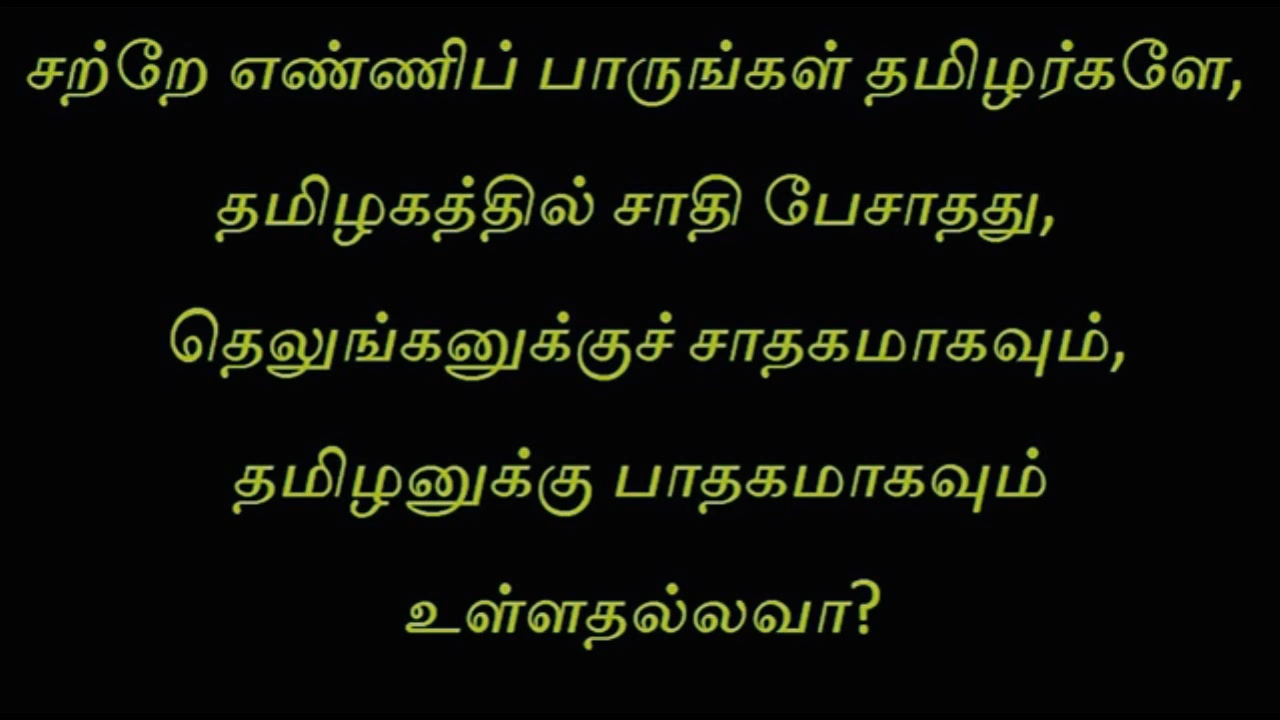 சற்றே எண்ணிப் பாருங்கள் தமிழர்களே,
தமிழகத்தில் சாதி பேசாதது,
தெலுங்கனுக்குச் சாதகமாகவும்,
தமிழனுக்கு பாதகமாகவும்
உள்ளதல்லவா?